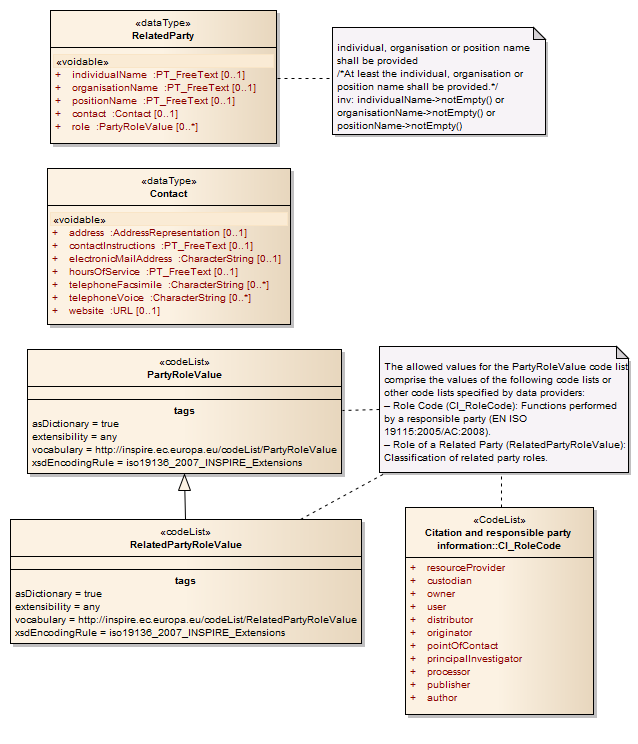 «dataType»
RelatedParty
«voidable»
+ individualName :PT_FreeText [0..1]
+ organisationName :PT_FreeText [0..1]
+ positionName :PT_FreeText [0..1]
+ contact :Contact [0..1]
+ role :PartyRoleValue [0..*]
individual, organisation or position name
shall be provided
/*At least the individual, organisation or
position name shall be provided.*/
inv: individualName->notEmpty() or
organisationName->notEmpty() or
positionName->notEmpty()
«dataType»
Contact
«voidable»
+ address :AddressRepresentation [0..1]
+ contactInstructions :PT_FreeText [0..1]
+ electronicMailAddress :CharacterString [0..1]
+ hoursOfService :PT_FreeText [0..1]
+ telephoneFacsimile :CharacterString [0..*]
+ telephoneVoice :CharacterString [0..*]
+ website :URL [0..1]
«codeList»
PartyRoleValue
tags
asDictionary = true
extensibility = any
vocabulary = http://inspire.ec.europa.eu/codeList/PartyRoleValue
xsdEncodingRule = iso19136_2007_INSPIRE_Extensions
The allowed values for the PartyRoleValue code list
comprise the values of the following code lists or
other code lists specified by data providers:
– Role Code (CI_RoleCode): Functions performed
by a responsible party (EN ISO
19115:2005/AC:2008).
– Role of a Related Party (RelatedPartyRoleValue):
Classification of related party roles.
«codeList»
RelatedPartyRoleValue
tags
asDictionary = true
extensibility = any
vocabulary = http://inspire.ec.europa.eu/codeList/RelatedPartyRoleValue
xsdEncodingRule = iso19136_2007_INSPIRE_Extensions
«CodeList»
Citation and responsible party
information::CI_RoleCode
+ resourceProvider
+ custodian
+ owner
+ user
+ distributor
+ originator
+ pointOfContact
+ principalInvestigator
+ processor
+ publisher
+ author